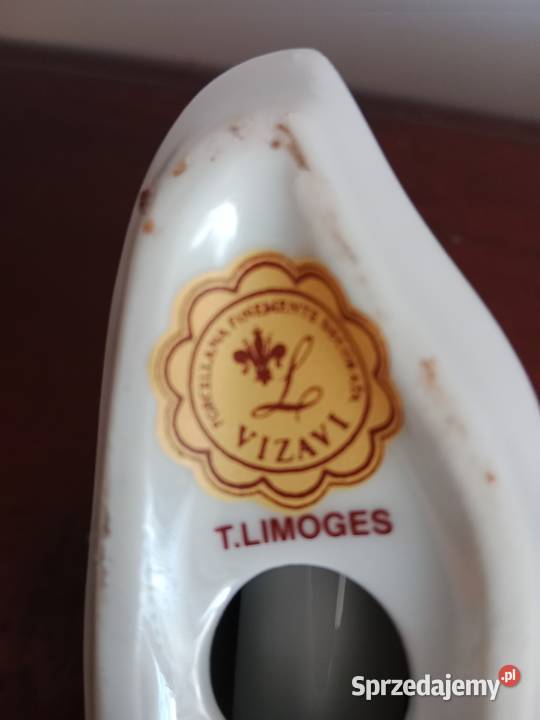 PORCELLANA FINEMENTE DECORATA
L
VIZAVI
T.LIMOGES
Sprzedajemy.pl